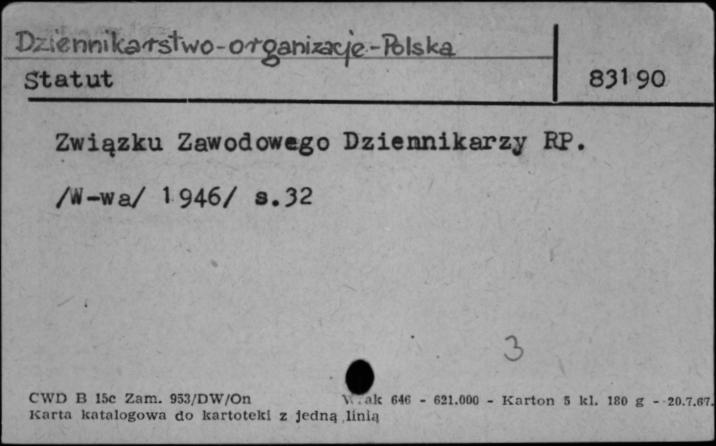 Dziennikarstwo-organizacje-Polska
Statut
83190
Związku Zawodowego Dziennikarzy RP.
/W-wa/ 1946/ s.32
3
CWD B 15c Zam. 953/DW/On 646 - 621.000 - Karton 5 kl. 180 g - 20.7.67.
Karta katalogowa do kartoteki z jedną linią